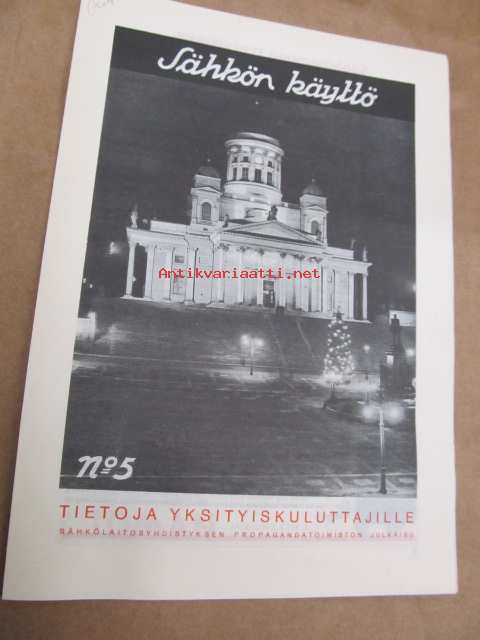 Sähkön käyttö
Antikvariaatti.net
No5
TIETOJA YKSITYISKULUTTAJILLE
SÄHKÖLAITOSYHDISTYKSEN PROPAGANDATOIMISTON JULKAISU